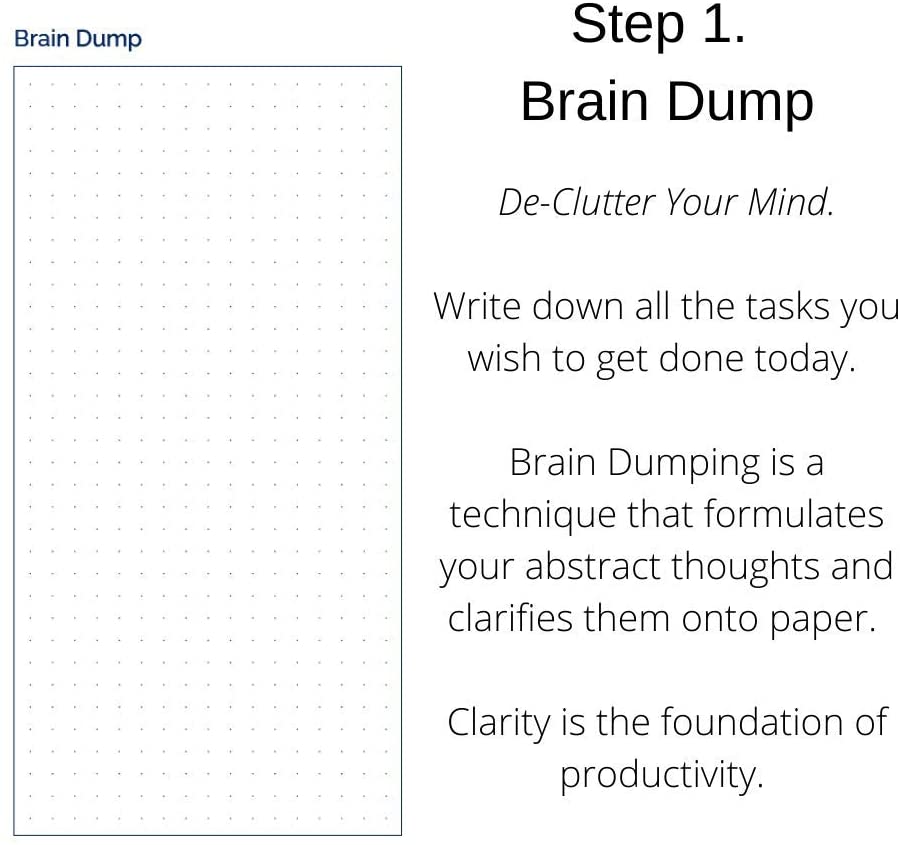 Brain Dump
Step 1.
Brain Dump
De-Clutter Your Mind.
Write down all the tasks you
wish to get done today.
Brain Dumping is a
technique that formulates
your abstract thoughts and
clarifies them onto paper.
Clarity is the foundation of
productivity.